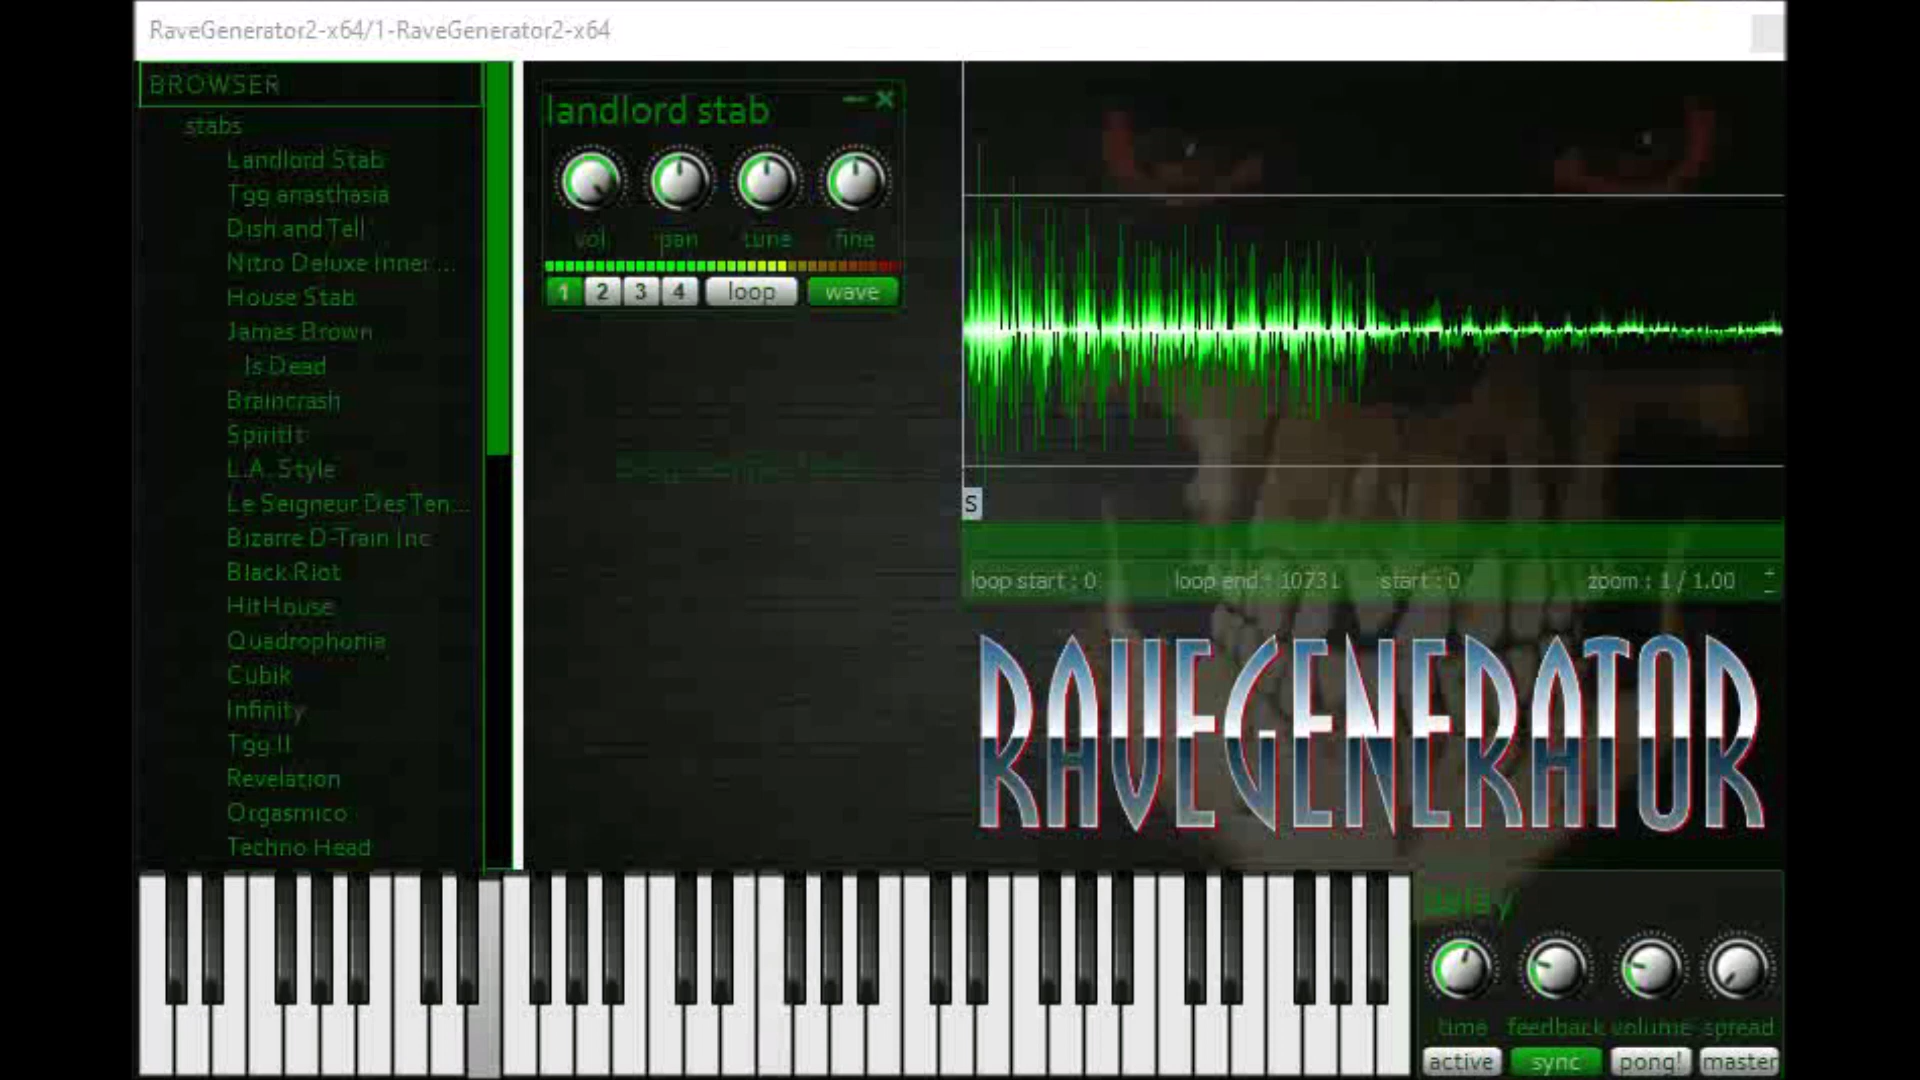 RaveGenerator2-x64/1-RaveGenerator2-x64
BROWSER
stabs
Landlord Stab
Tgg anasthasia
Dish and Tell
Nitro Deluxe Inner ...
House Stab
James Brown
Is Dead
Braincrash
SpiritIt
L.A. Style
Le Seigneur Des Ten...
Bizarre D-Train Inc
Black Riot
HitHouse
Quadrophonia
Cubik
Infinity
Tgg II
Revelation
Orgasmico
Techno Head
landlord stab
vol pan tune fine
1 2 3 4 loop wave
S
loop start : 0 loop end : 10731 start : 0 zoom : 1 / 1.00
RAVEGENERATOR
delay
time feedback volume spread
active sync pong! master